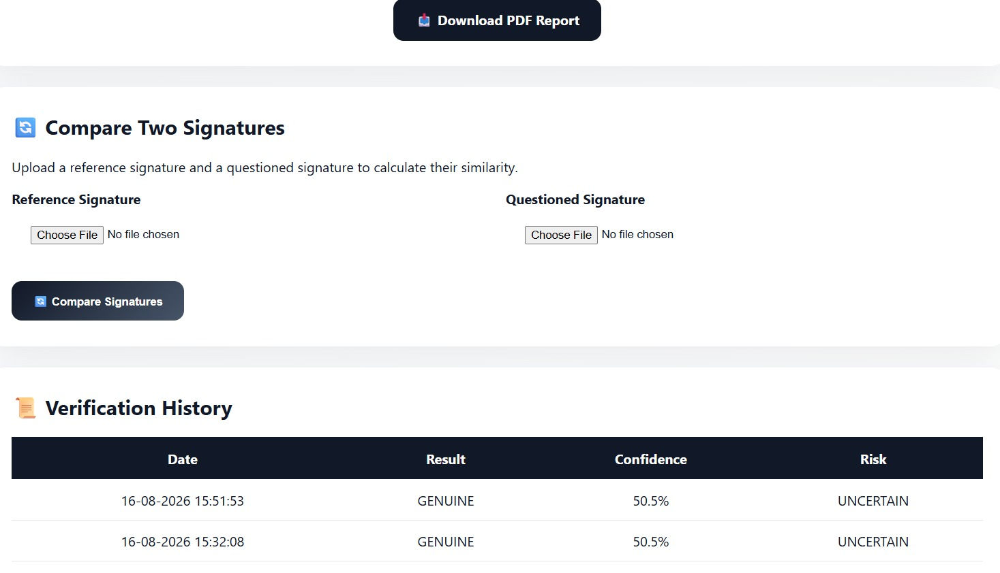 Download PDF Report
Compare Two Signatures
Upload a reference signature and a questioned signature to calculate their similarity.
Reference Signature Questioned Signature
Choose File No file chosen Choose File No file chosen
Compare Signatures
Verification History
Date Result Confidence Risk
16-08-2026 15:51:53 GENUINE 50.5% UNCERTAIN
16-08-2026 15:32:08 GENUINE 50.5% UNCERTAIN